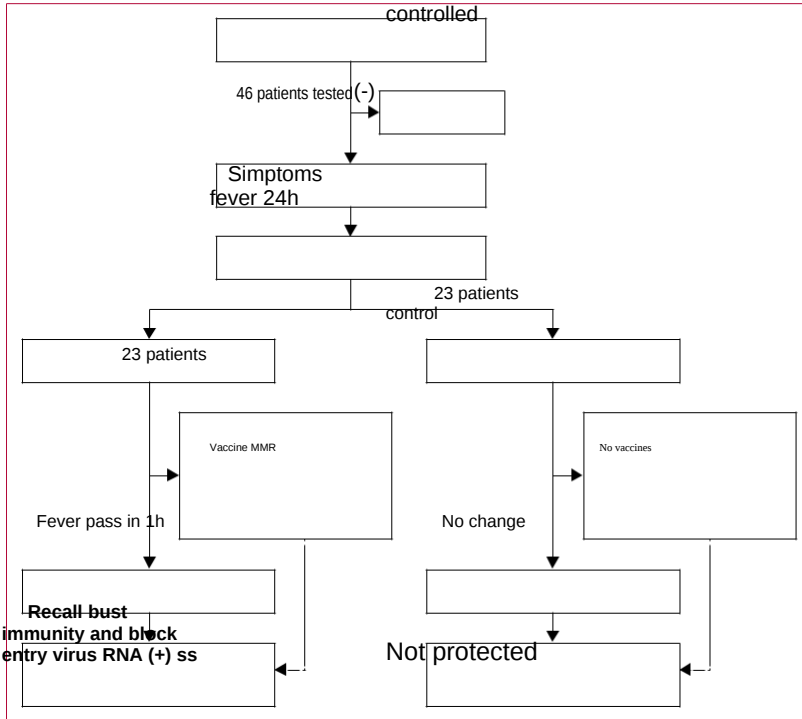 controlled
46 patients tested (-)
Simptoms
fever 24h
23 patients
control
23 patients
Vaccine MMR
No vaccines
Fever pass in 1h
No change
Recall bust
immunity and block
entry virus RNA (+) ss
Not protected